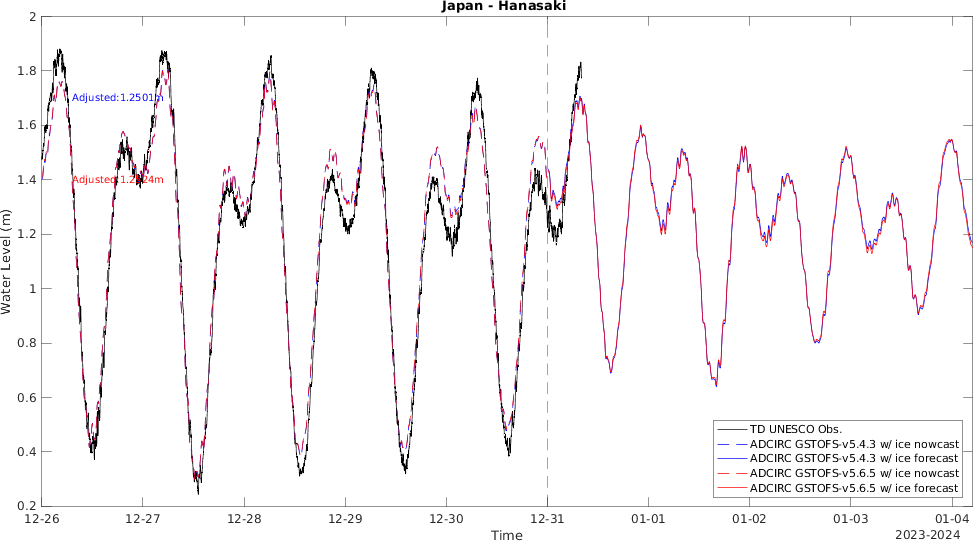 Japan - Hanasaki
2
1.8
1.6
1.4
1.2
1
0.8
0.6
0.4
0.2
Water Level (m)
Adjusted:1.2501m
TD UNESCO Obs.
ADCIRC GSTOFS-v5.4.3 w/ ice nowcast
ADCIRC GSTOFS-v5.4.3 w/ ice forecast
ADCIRC GSTOFS-v5.6.5 w/ ice nowcast
ADCIRC GSTOFS-v5.6.5 w/ ice forecast
12-26 12-27 12-28 12-29 12-30 12-31 01-01 01-02 01-03 01-04
Time
2023-2024